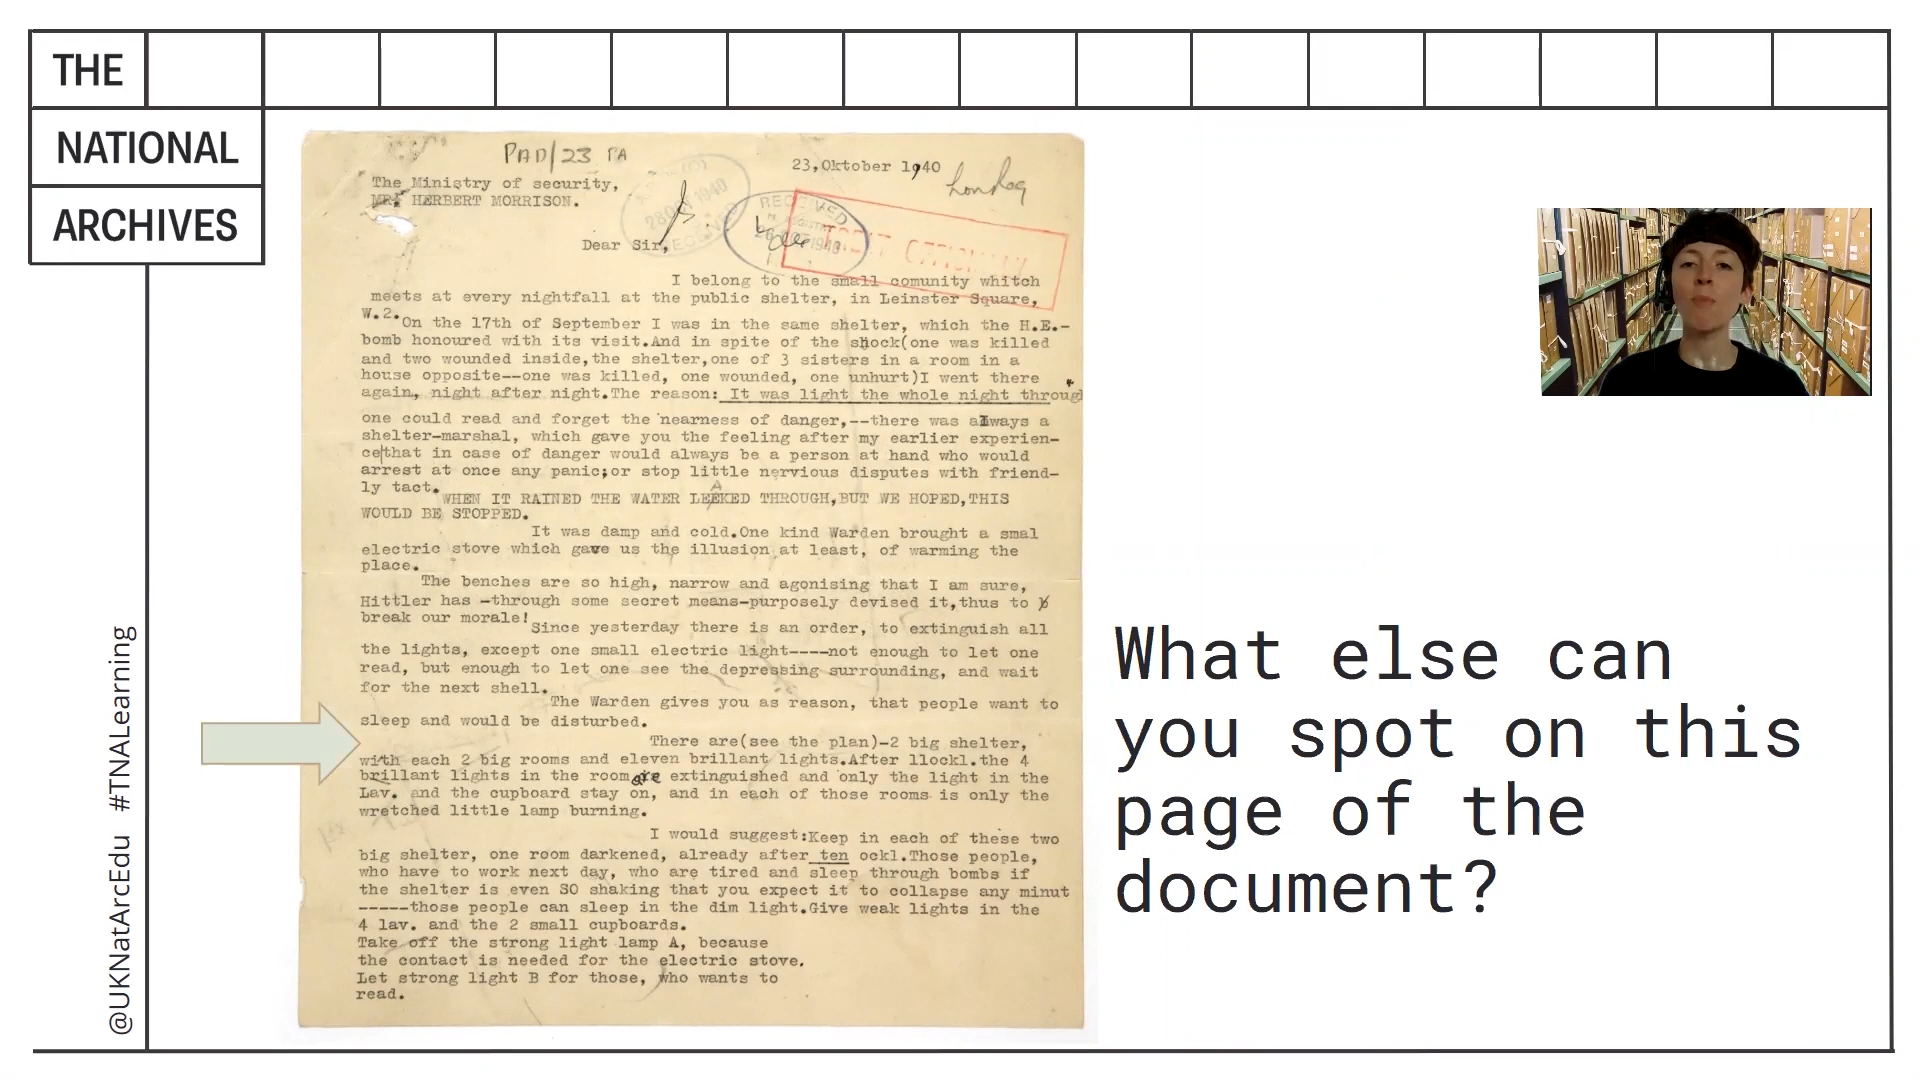 THE
NATIONAL
ARCHIVES
@UKNatArcEdu #TNALearning
PAD/23 PA
23,Oktober 1940
The Ministry of security,
MR. HERBERT MORRISON.
28 OCT 1940
RECEIVED
RECEIVED
26 OCT 1940
TREAT OFFICIALLY
Dear Sir,
I belong to the small comunity whitch
meets at every nightfall at the public shelter, in Leinster Square,
W.2.
On the 17th of September I was in the same shelter, which the H.E.-
bomb honoured with its visit.And in spite of the shock(one was killed
and two wounded inside,the shelter,one of 3 sisters in a room in a
house opposite--one was killed, one wounded, one unhurt)I went there
again, night after night.The reason: It was light the whole night through
one could read and forget the nearness of danger,--there was always a
shelter-marshal, which gave you the feeling after my earlier experien-
ce that in case of danger would always be a person at hand who would
arrest at once any panic;or stop little nervious disputes with friend-
ly tact.
WHEN IT RAINED THE WATER LEEKED THROUGH,BUT WE HOPED,THIS
WOULD BE STOPPED.
It was damp and cold.One kind Warden brought a smal
electric stove which gave us the illusion at least, of warming the
place.
The benches are so high, narrow and agonising that I am sure,
Hittler has -through some secret means-purposely devised it,thus to
break our morale!
Since yesterday there is an order, to extinguish all
the lights, except one small electric light----not enough to let one
read, but enough to let one see the depressing surrounding, and wait
for the next shell.
The Warden gives you as reason, that people want to
sleep and would be disturbed.
There are(see the plan)-2 big shelter,
with each 2 big rooms and eleven brillant lights.After llockl.the 4
brillant lights in the room are extinguished and only the light in the
Lav. and the cupboard stay on, and in each of those rooms is only the
wretched little lamp burning.
I would suggest:Keep in each of these two
big shelter, one room darkened, already after ten ockl.Those people,
who have to work next day, who are tired and sleep through bombs if
the shelter is even SO shaking that you expect it to collapse any minut
-----those people can sleep in the dim light.Give weak lights in the
4 lav. and the 2 small cupboards.
Take off the strong light lamp A, because
the contact is needed for the electric stove.
Let strong light B for those, who wants to
read.
What else can
you spot on this
page of the
document?